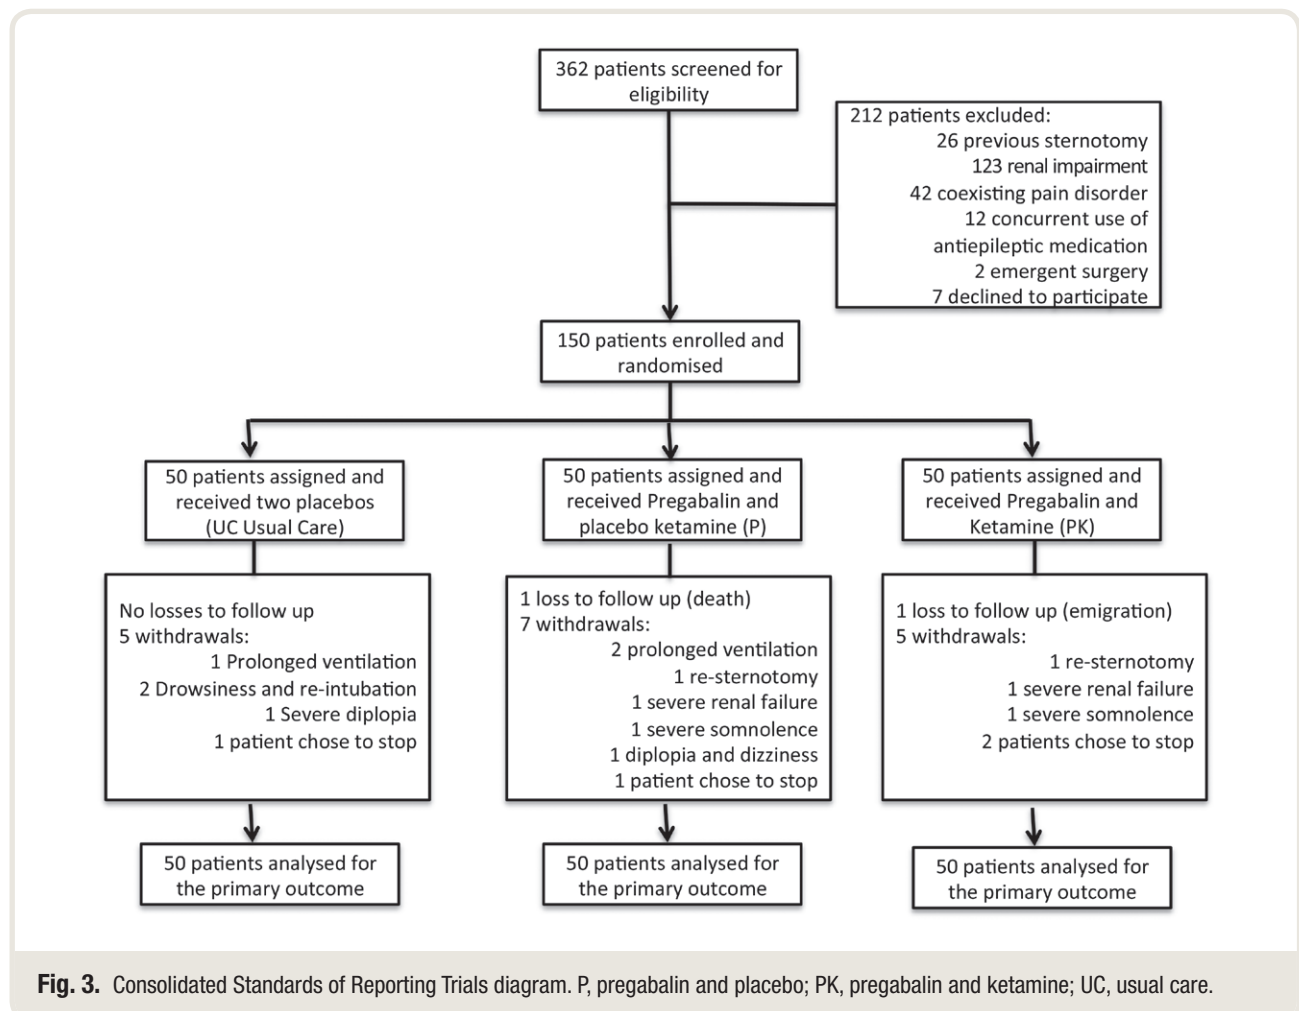 362 patients screened for
eligibility
212 patients excluded:
26 previous sternotomy
123 renal impairment
42 coexisting pain disorder
12 concurrent use of
antiepileptic medication
2 emergent surgery
7 declined to participate
150 patients enrolled and
randomised
50 patients assigned and
received two placebos
(UC Usual Care)
50 patients assigned and
received Pregabalin and
placebo ketamine (P)
50 patients assigned and
received Pregabalin and
Ketamine (PK)
No losses to follow up
5 withdrawals:
1 Prolonged ventilation
2 Drowsiness and re-intubation
1 Severe diplopia
1 patient chose to stop
1 loss to follow up (death)
7 withdrawals:
2 prolonged ventilation
1 re-sternotomy
1 severe renal failure
1 severe somnolence
1 diplopia and dizziness
1 patient chose to stop
1 loss to follow up (emigration)
5 withdrawals:
1 re-sternotomy
1 severe renal failure
1 severe somnolence
2 patients chose to stop
50 patients analysed for
the primary outcome
50 patients analysed for
the primary outcome
50 patients analysed for
the primary outcome
Fig. 3. Consolidated Standards of Reporting Trials diagram. P, pregabalin and placebo; PK, pregabalin and ketamine; UC, usual care.